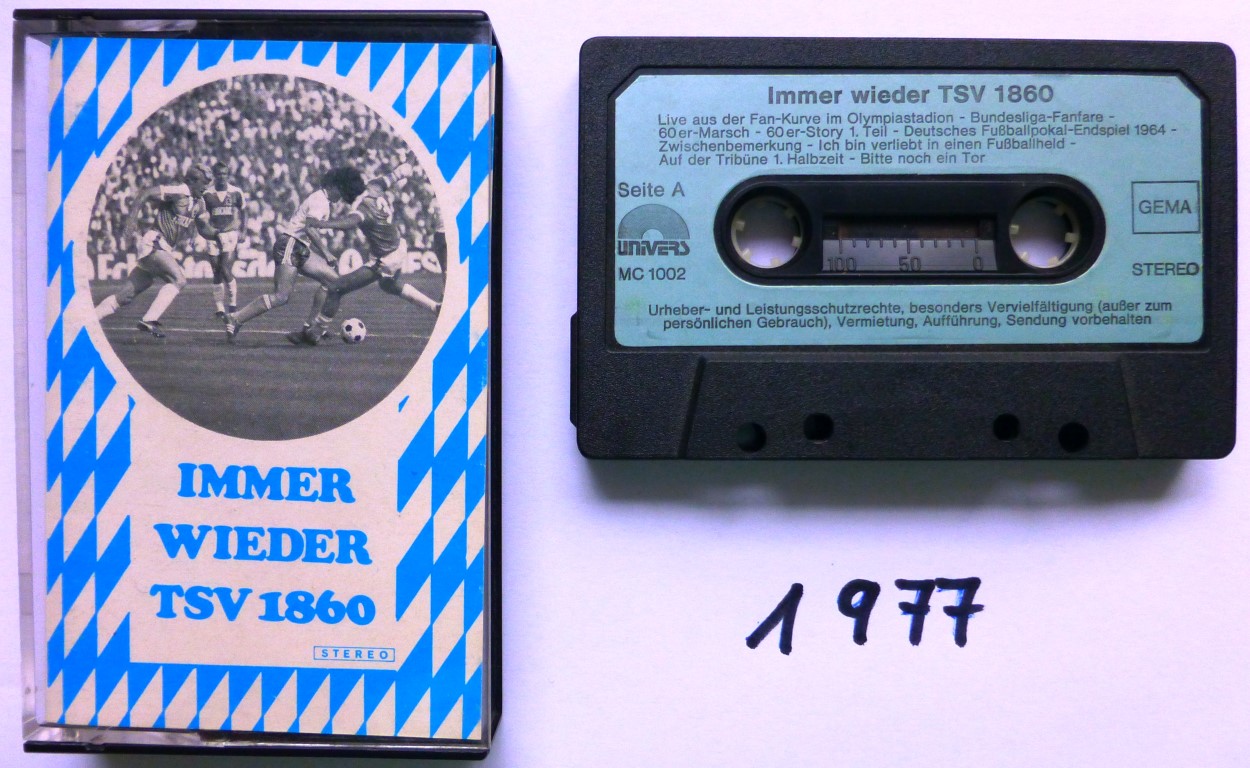 IMMER
WIEDER
TSV 1860
STEREO
Immer wieder TSV 1860
Live aus der Fan-Kurve im Olympiastadion - Bundesliga-Fanfare -
60er-Marsch - 60er-Story 1. Teil - Deutsches Fußballpokal-Endspiel 1964 -
Zwischenbemerkung - Ich bin verliebt in einen Fußballheld -
Auf der Tribüne 1. Halbzeit - Bitte noch ein Tor
Seite A
UNIVERS
MC 1002
100 50 0
GEMA
STEREO
Urheber- und Leistungsschutzrechte, besonders Vervielfältigung (außer zum
persönlichen Gebrauch), Vermietung, Aufführung, Sendung vorbehalten
1977